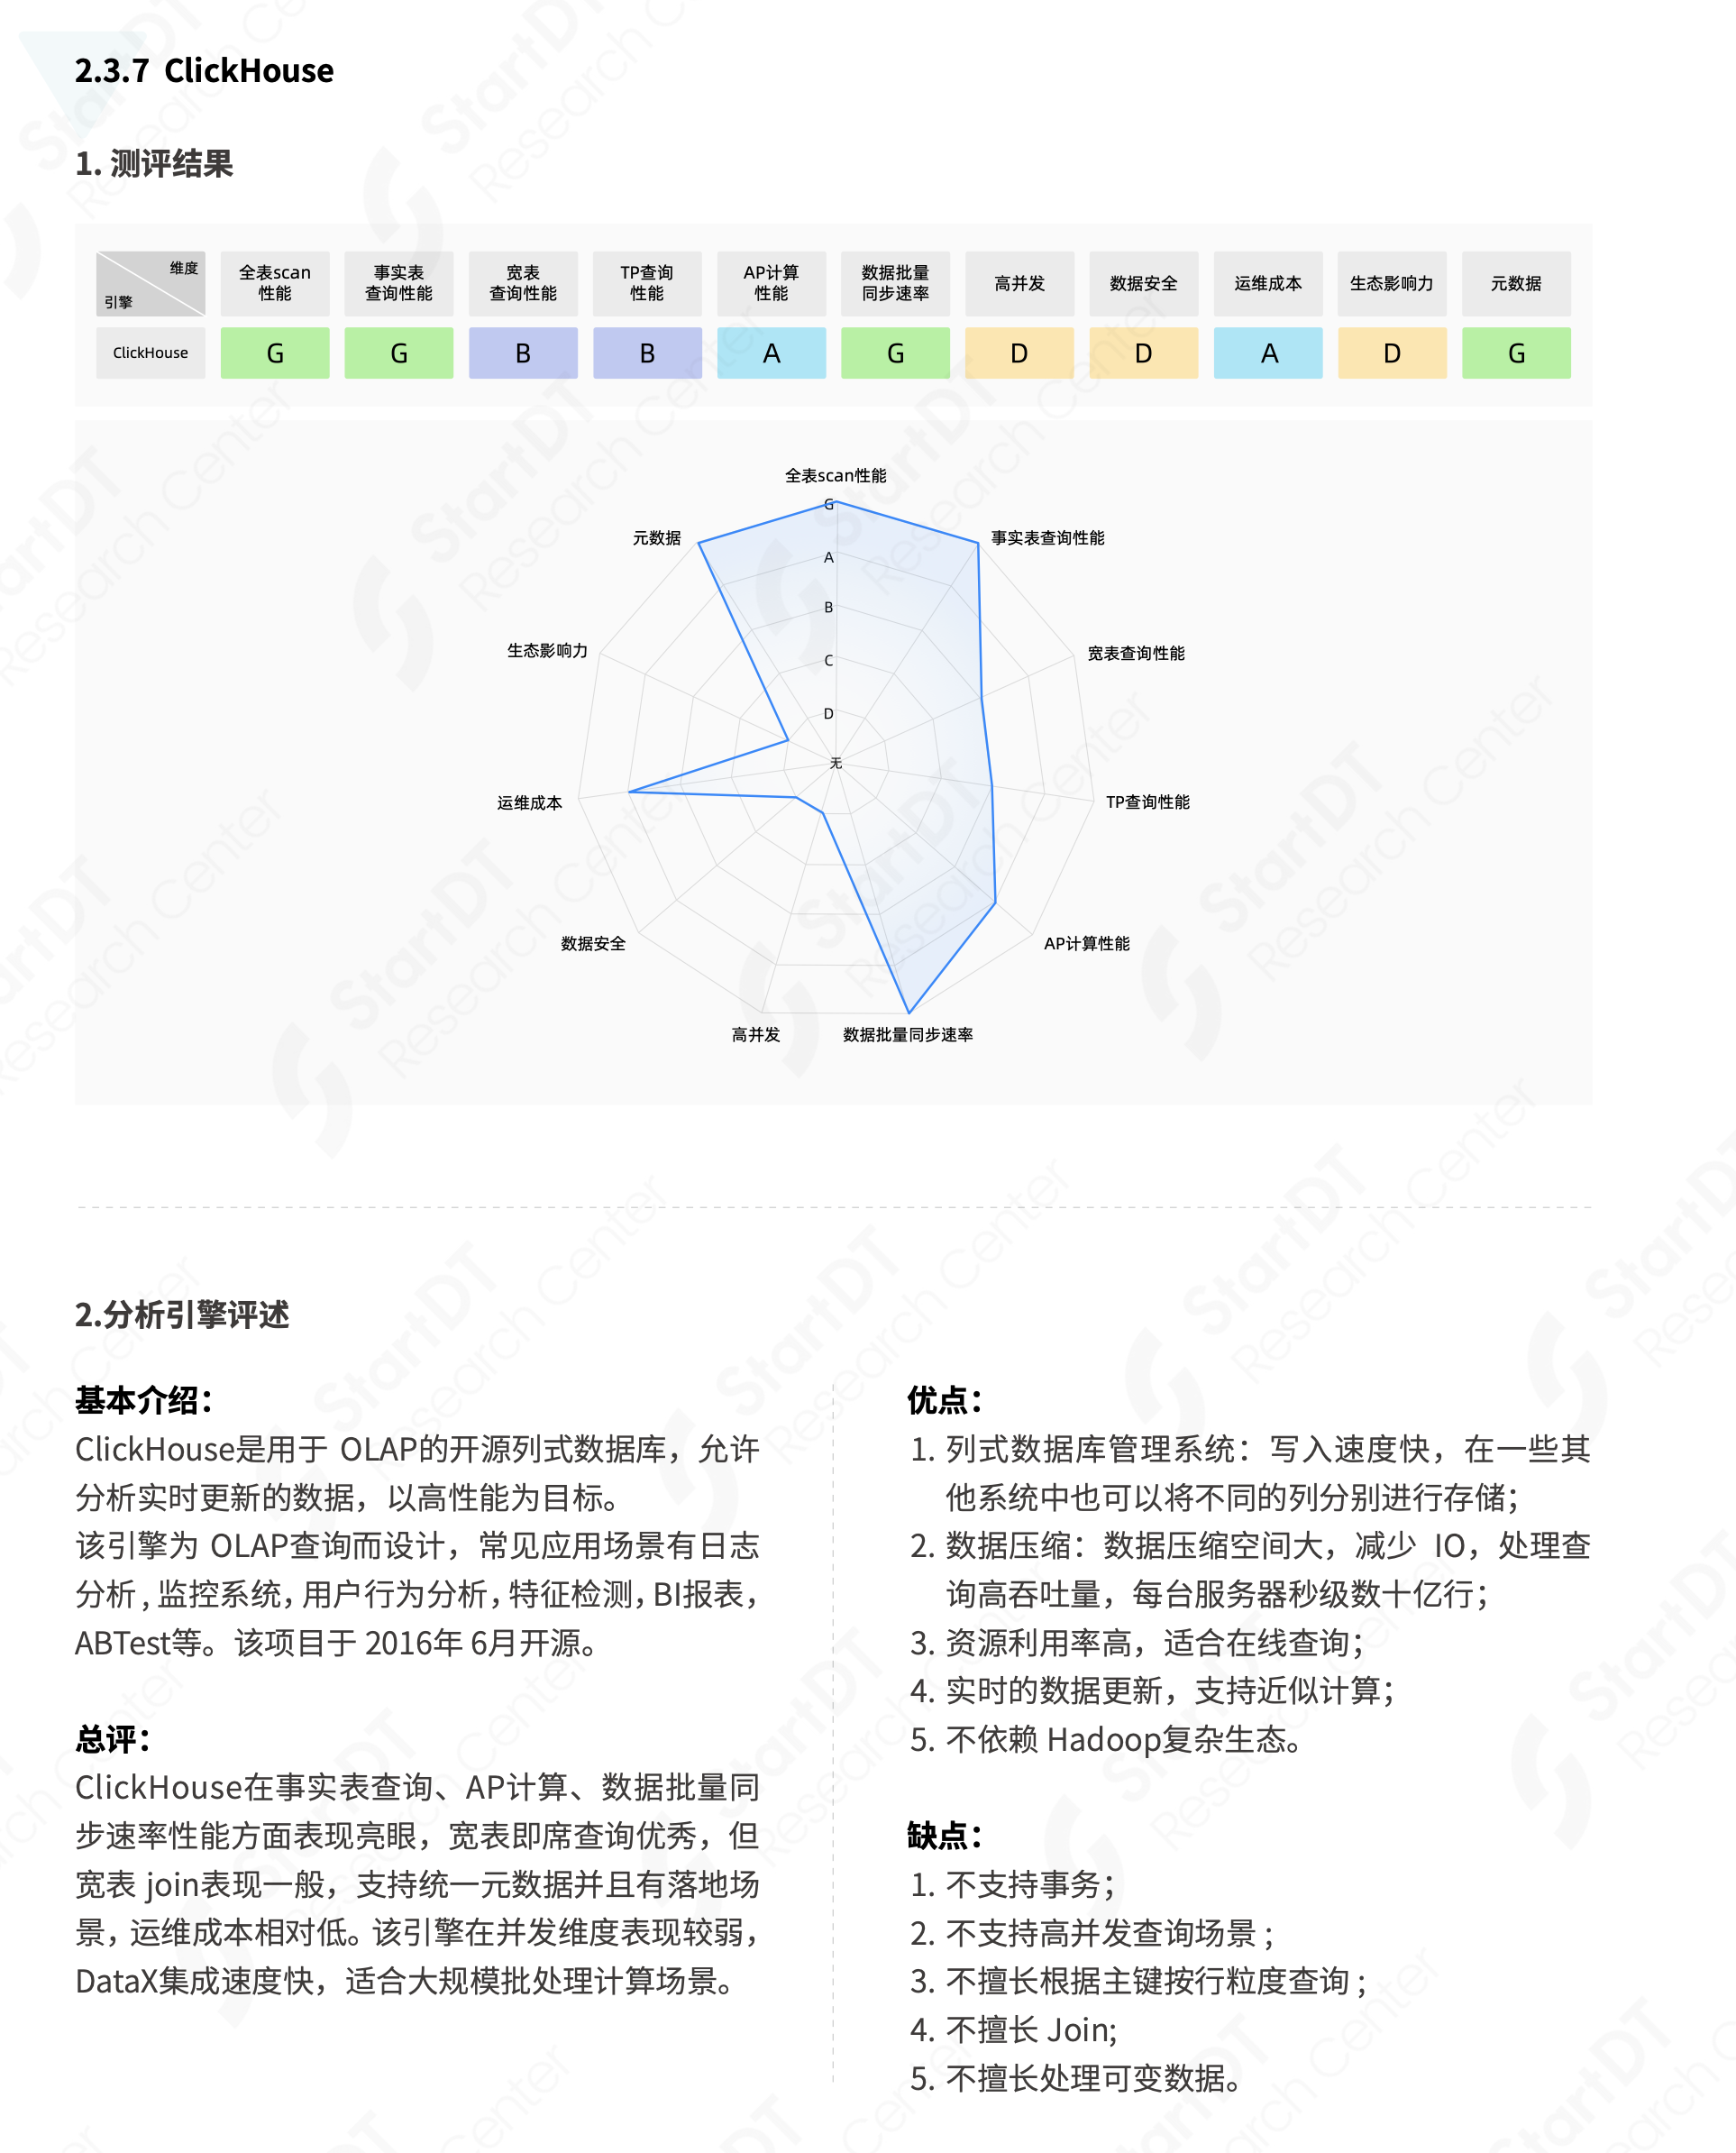 2.3.7 ClickHouse
1. 测评结果
维度
引擎
全表scan
性能
事实表
查询性能
宽表
查询性能
TP查询
性能
AP计算
性能
数据批量
同步速率
高并发
数据安全
运维成本
生态影响力
元数据
ClickHouse
G
G
B
B
A
G
D
D
A
D
G
全表scan性能
G
元数据
事实表查询性能
A
B
生态影响力
宽表查询性能
C
D
无
运维成本
TP查询性能
数据安全
AP计算性能
高并发
数据批量同步速率
2.分析引擎评述
基本介绍：
ClickHouse是用于 OLAP的开源列式数据库，允许
分析实时更新的数据，以高性能为目标。
该引擎为 OLAP查询而设计，常见应用场景有日志
分析，监控系统，用户行为分析，特征检测，BI报表，
ABTest等。该项目于 2016年 6月开源。
总评：
ClickHouse在事实表查询、AP计算、数据批量同
步速率性能方面表现亮眼，宽表即席查询优秀，但
宽表 join表现一般，支持统一元数据并且有落地场
景，运维成本相对低。该引擎在并发维度表现较弱，
DataX集成速度快，适合大规模批处理计算场景。
优点：
1. 列式数据库管理系统：写入速度快，在一些其
他系统中也可以将不同的列分别进行存储；
2. 数据压缩：数据压缩空间大，减少 IO，处理查
询高吞吐量，每台服务器秒级数十亿行；
3. 资源利用率高，适合在线查询；
4. 实时的数据更新，支持近似计算；
5. 不依赖 Hadoop复杂生态。
缺点：
1. 不支持事务；
2. 不支持高并发查询场景；
3. 不擅长根据主键按行粒度查询；
4. 不擅长 Join;
5. 不擅长处理可变数据。
StartDT
Research Center